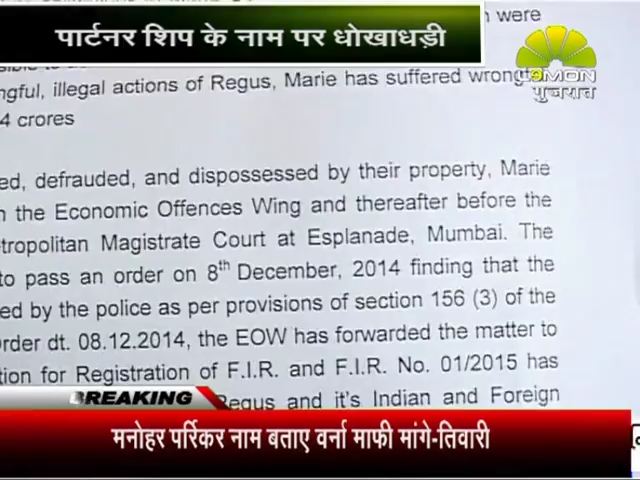 पार्टनर शिप के नाम पर धोखाधड़ी
were
LEMON
गुजरात
ngful, illegal actions of Regus, Marie has suffered wrong
4 crores
ed, defrauded, and dispossessed by their property, Marie
n the Economic Offences Wing and thereafter before the
etropolitan Magistrate Court at Esplanade, Mumbai. The
to pass an order on 8th December, 2014 finding that the
ed by the police as per provisions of section 156 (3) of the
rder dt. 08.12.2014, the EOW has forwarded the matter to
tion for Registration of F.I.R. and F.I.R. No. 01/2015 has
Regus and it's Indian and Foreign
BREAKING
मनोहर पर्रिकर नाम बताए वर्ना माफी मांगे-तिवारी